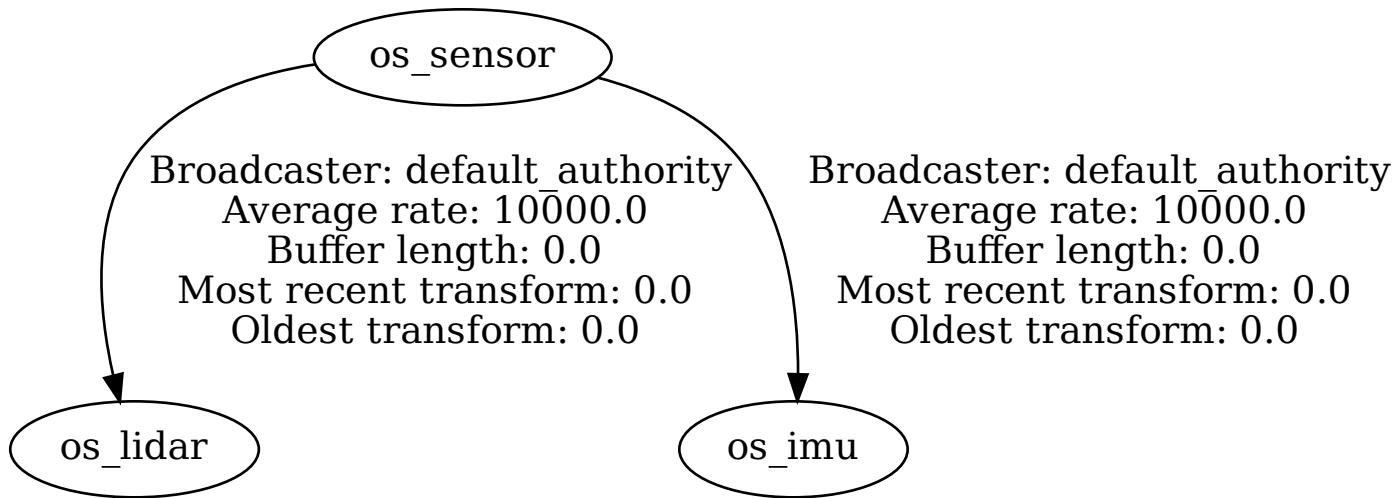 os_sensor
Broadcaster: default_authority
Average rate: 10000.0
Buffer length: 0.0
Most recent transform: 0.0
Oldest transform: 0.0
Broadcaster: default_authority
Average rate: 10000.0
Buffer length: 0.0
Most recent transform: 0.0
Oldest transform: 0.0
os_lidar
os_imu